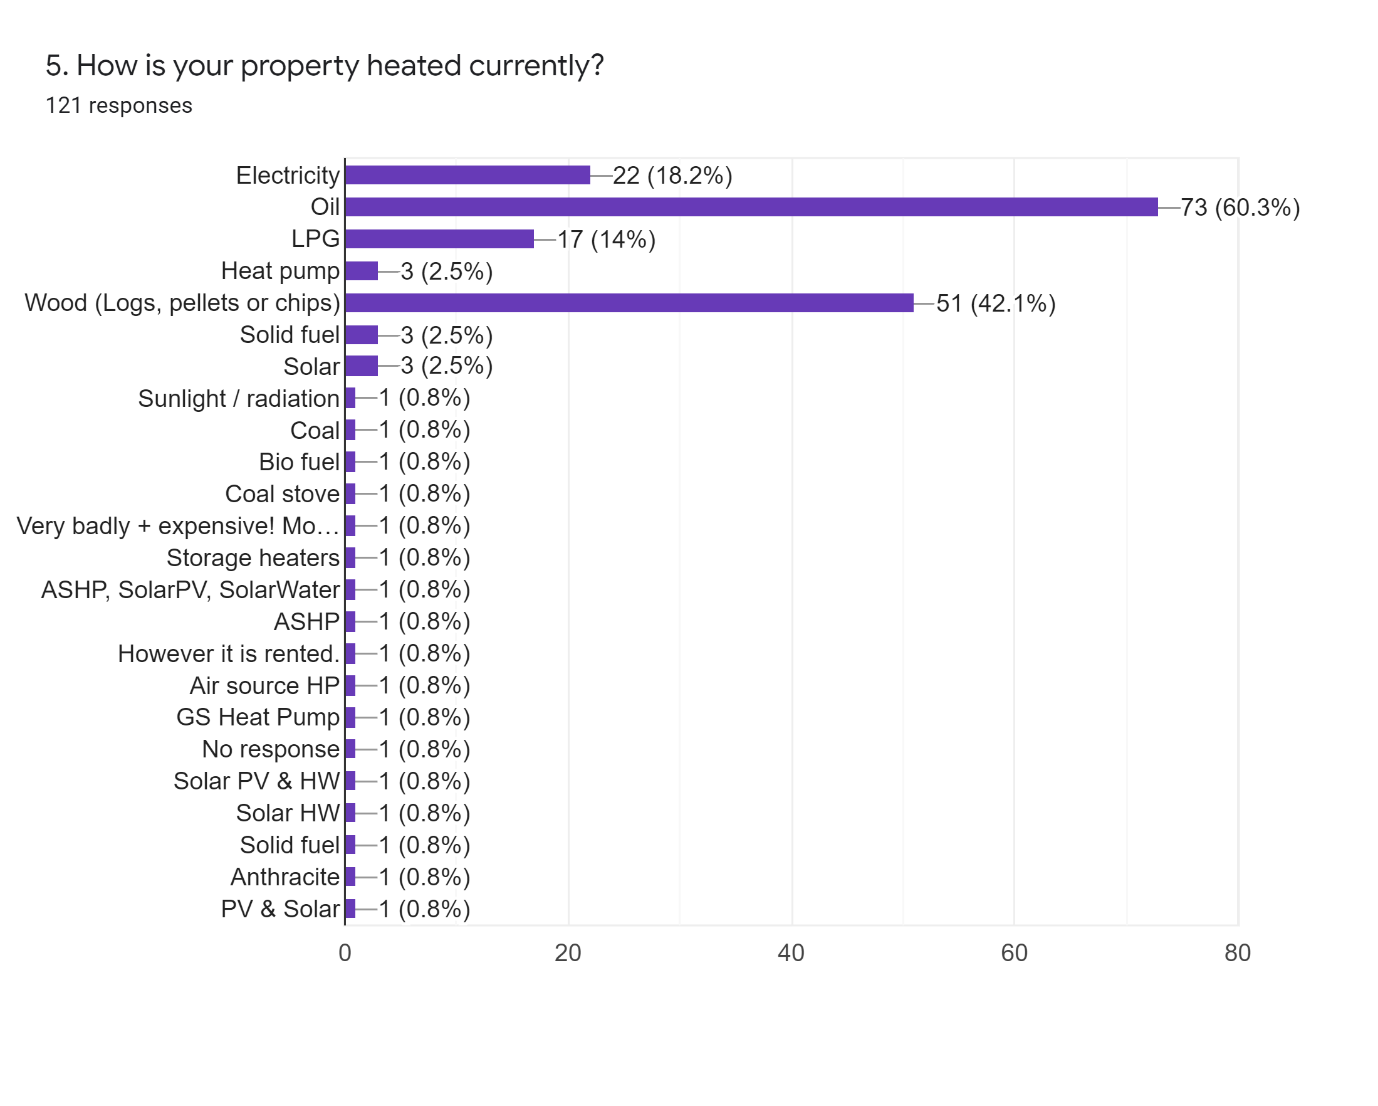 5. How is your property heated currently?
121 responses
Electricity 22 (18.2%)
Oil 73 (60.3%)
LPG 17 (14%)
Heat pump 3 (2.5%)
Wood (Logs, pellets or chips) 51 (42.1%)
Solid fuel 3 (2.5%)
Solar 3 (2.5%)
Sunlight / radiation 1 (0.8%)
Coal 1 (0.8%)
Bio fuel 1 (0.8%)
Coal stove 1 (0.8%)
Very badly + expensive! Mo… 1 (0.8%)
Storage heaters 1 (0.8%)
ASHP, SolarPV, SolarWater 1 (0.8%)
ASHP 1 (0.8%)
However it is rented. 1 (0.8%)
Air source HP 1 (0.8%)
GS Heat Pump 1 (0.8%)
No response 1 (0.8%)
Solar PV & HW 1 (0.8%)
Solar HW 1 (0.8%)
Solid fuel 1 (0.8%)
Anthracite 1 (0.8%)
PV & Solar 1 (0.8%)
0 20 40 60 80